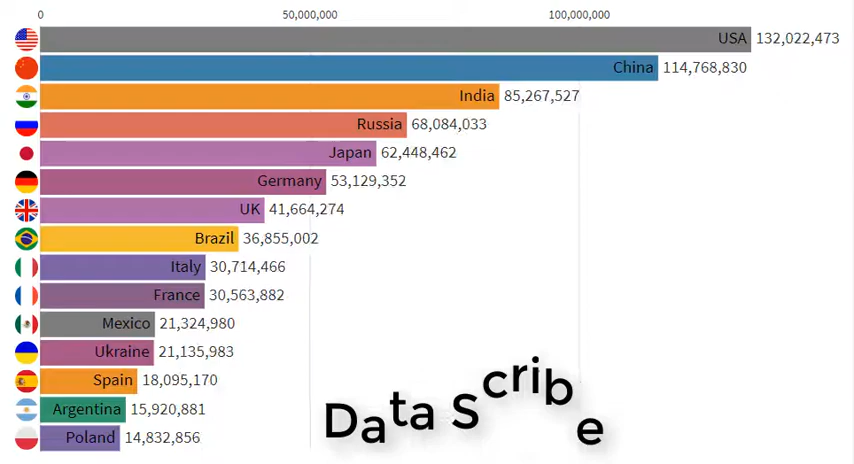 0 50,000,000 100,000,000
USA 132,022,473
China 114,768,830
India 85,267,527
Russia 68,084,033
Japan 62,448,462
Germany 53,129,352
UK 41,664,274
Brazil 36,855,002
Italy 30,714,466
France 30,563,882
Mexico 21,324,980
Ukraine 21,135,983
Spain 18,095,170
Argentina 15,920,881
Poland 14,832,856
Data Scribe